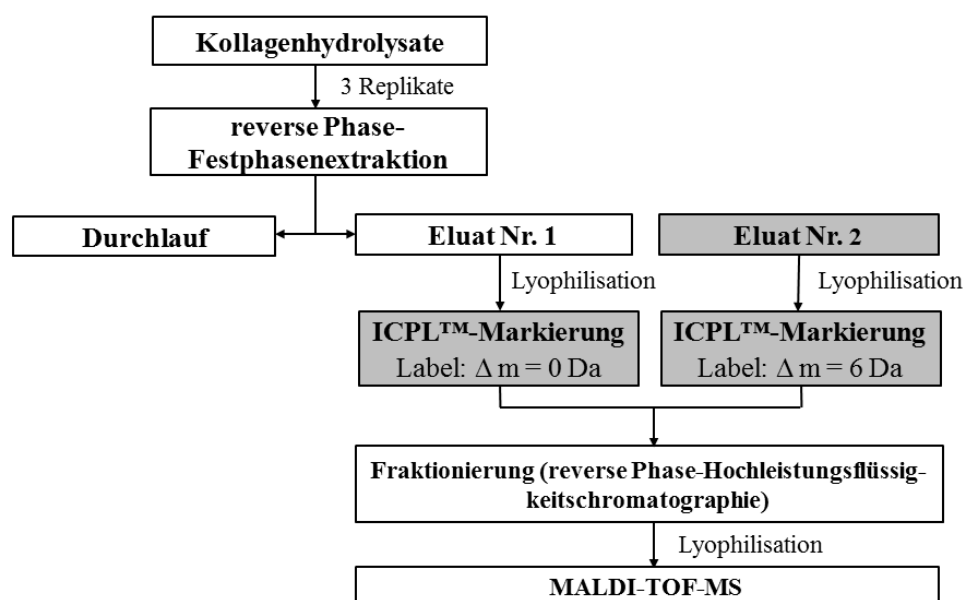 Kollagenhydrolysate
3 Replikate
reverse Phase-
Festphasenextraktion
Durchlauf
Eluat Nr. 1
Eluat Nr. 2
Lyophilisation
Lyophilisation
ICPL™-Markierung
Label: Δ m = 0 Da
ICPL™-Markierung
Label: Δ m = 6 Da
Fraktionierung (reverse Phase-Hochleistungsflüssig-
keitschromatographie)
Lyophilisation
MALDI-TOF-MS